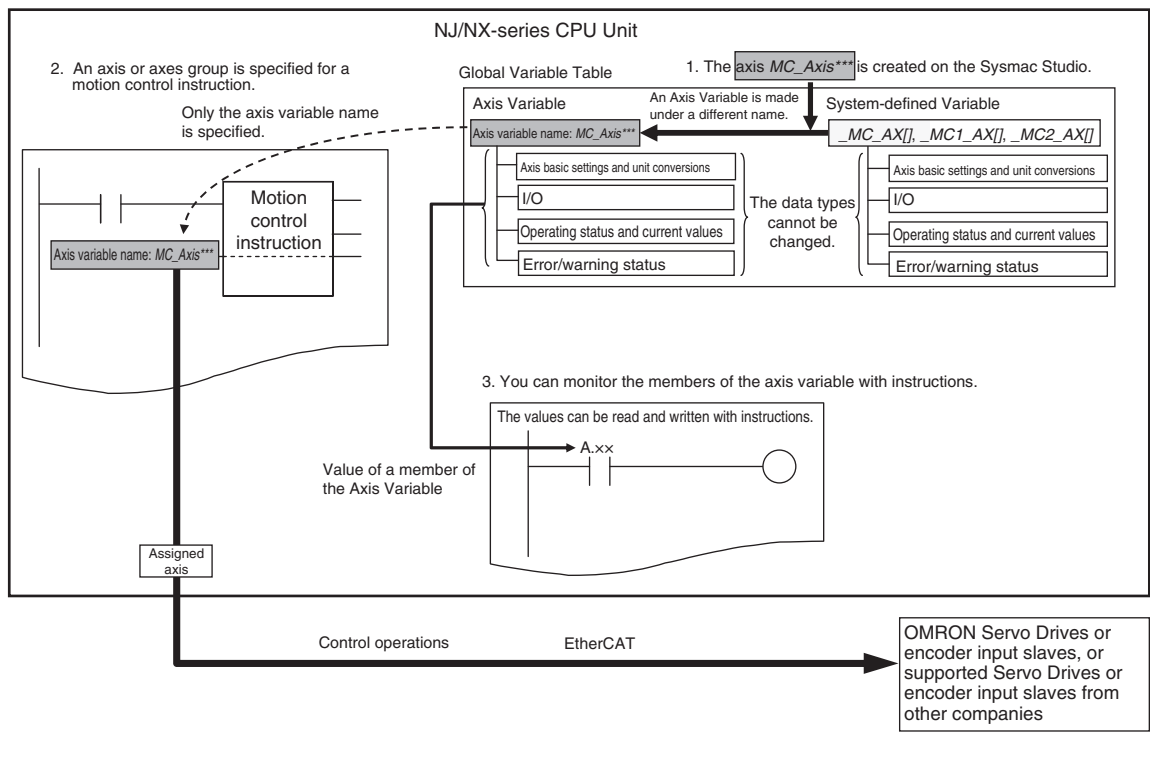 NJ/NX-series CPU Unit
2. An axis or axes group is specified for a
motion control instruction.
Only the axis variable name
is specified.
Motion
control
instruction
Axis variable name: MC_Axis***
1. The axis MC_Axis*** is created on the Sysmac Studio.
Global Variable Table
Axis Variable
An Axis Variable is made
under a different name.
System-defined Variable
Axis variable name: MC_Axis***
_MC_AX[], _MC1_AX[], _MC2_AX[]
Axis basic settings and unit conversions
I/O
Operating status and current values
Error/warning status
The data types
cannot be
changed.
Axis basic settings and unit conversions
I/O
Operating status and current values
Error/warning status
3. You can monitor the members of the axis variable with instructions.
The values can be read and written with instructions.
A.××
Value of a member of
the Axis Variable
Assigned
axis
Control operations
EtherCAT
OMRON Servo Drives or
encoder input slaves, or
supported Servo Drives or
encoder input slaves from
other companies